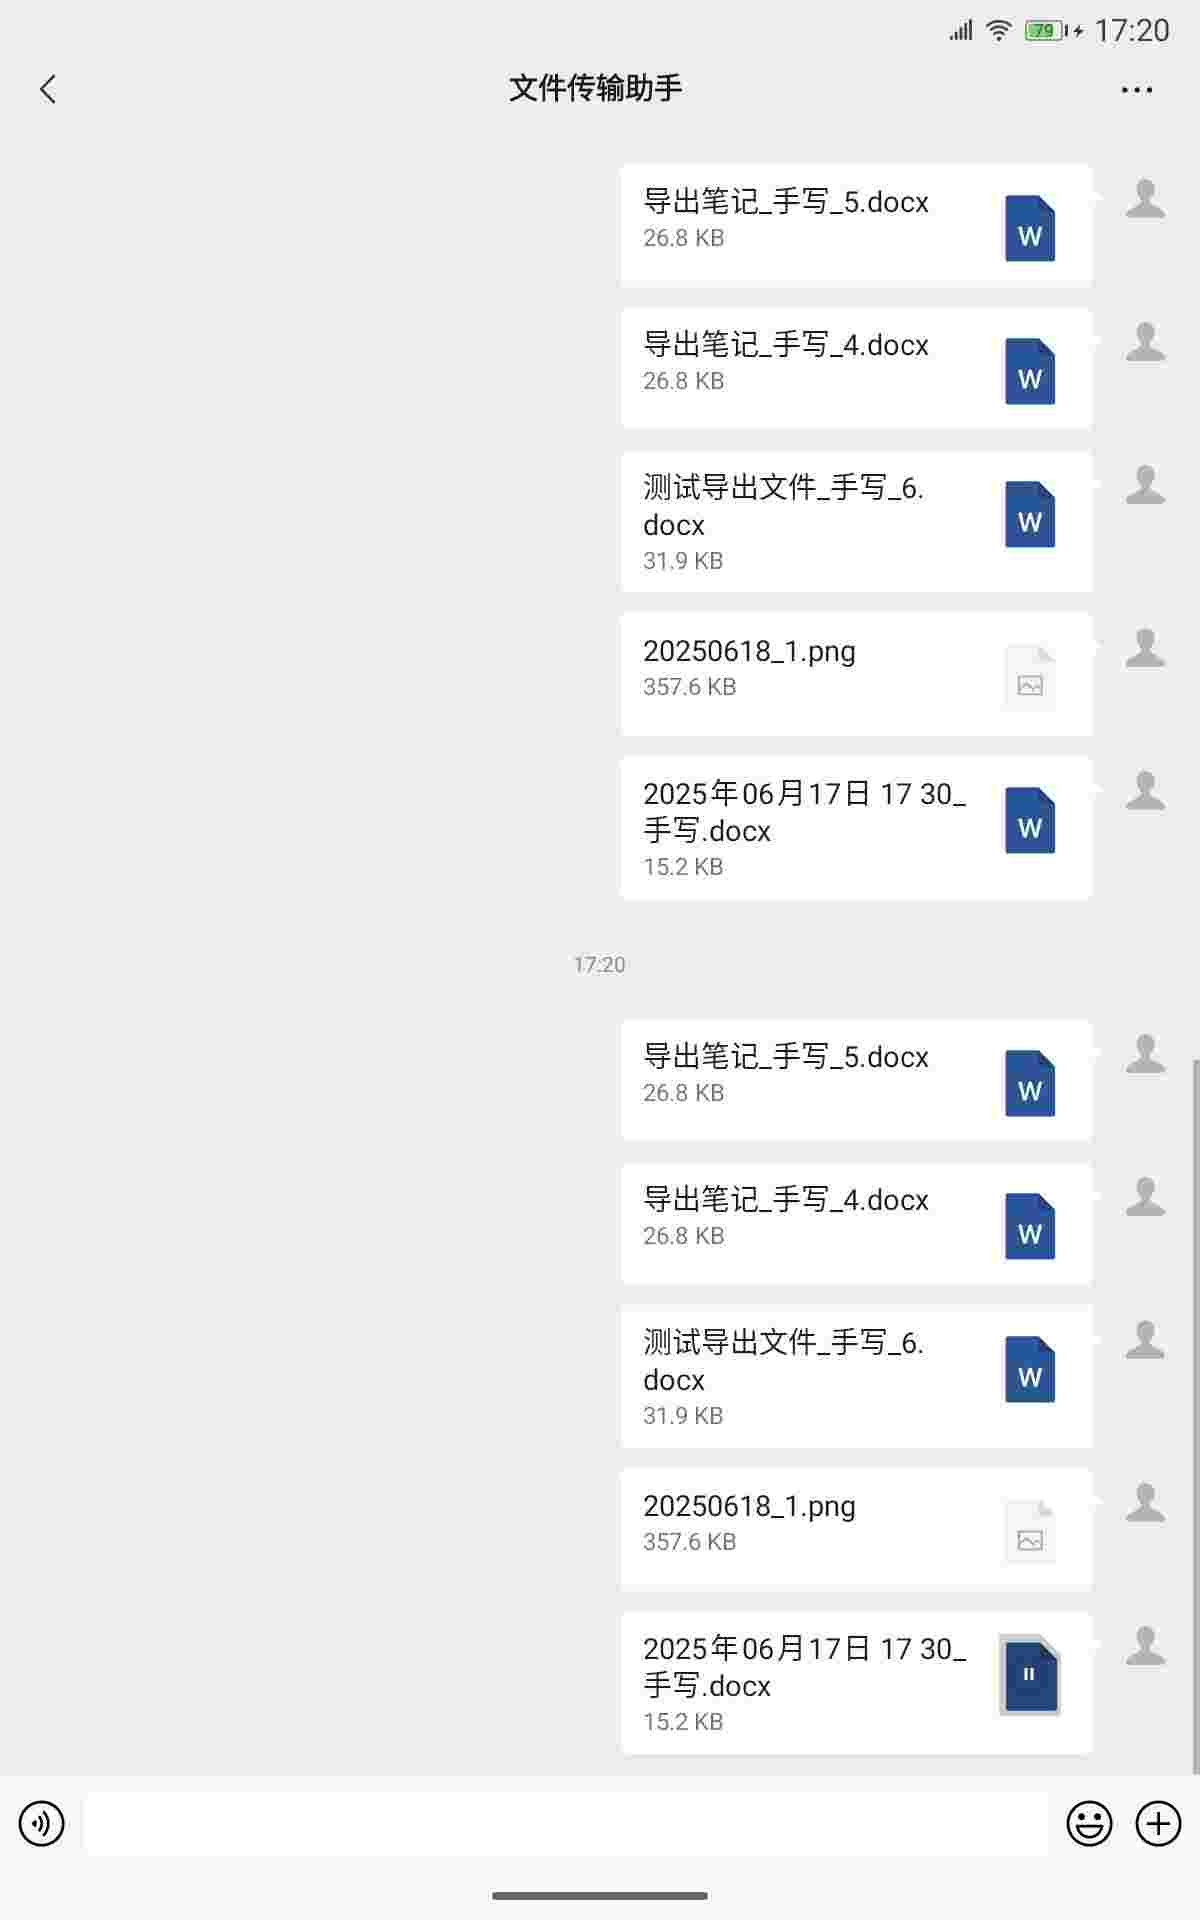 79 17:20
文件传输助手
导出笔记_手写_5.docx
26.8 KB
W
导出笔记_手写_4.docx
26.8 KB
W
测试导出文件_手写_6.
docx
31.9 KB
W
20250618_1.png
357.6 KB
2025年06月17日 17 30_
手写.docx
15.2 KB
W
17:20
导出笔记_手写_5.docx
26.8 KB
W
导出笔记_手写_4.docx
26.8 KB
W
测试导出文件_手写_6.
docx
31.9 KB
W
20250618_1.png
357.6 KB
2025年06月17日 17 30_
手写.docx
15.2 KB